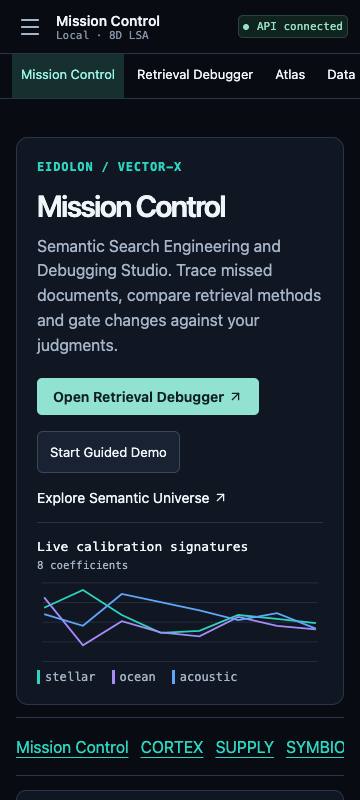 Mission Control
Local · 8D LSA
API connected
Mission Control Retrieval Debugger Atlas Data
EIDOLON / VECTOR-X
Mission Control
Semantic Search Engineering and
Debugging Studio. Trace missed
documents, compare retrieval methods
and gate changes against your
judgments.
Open Retrieval Debugger ↗
Start Guided Demo
Explore Semantic Universe ↗
Live calibration signatures
8 coefficients
stellar ocean acoustic
Mission Control CORTEX SUPPLY SYMBIO